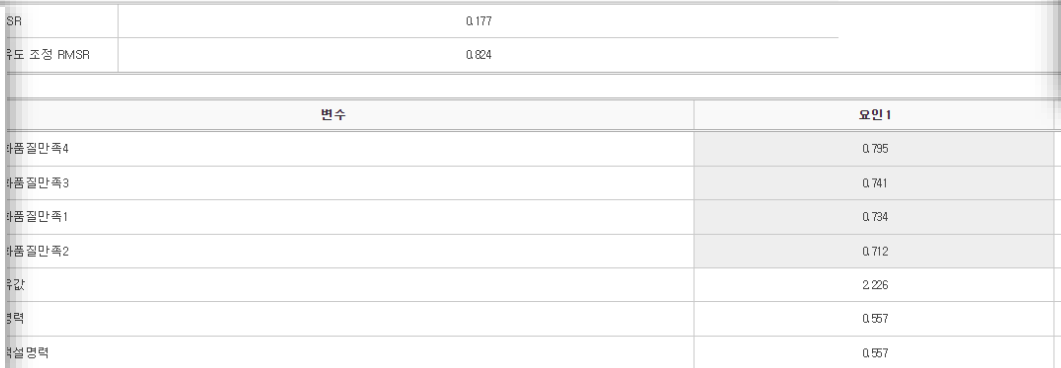 SR 0.177
유도 조정 RMSR 0.824
변수 요인1
품질만족4 0.795
품질만족3 0.741
품질만족1 0.734
품질만족2 0.712
유값 2.226
명력 0.557
설명력 0.557